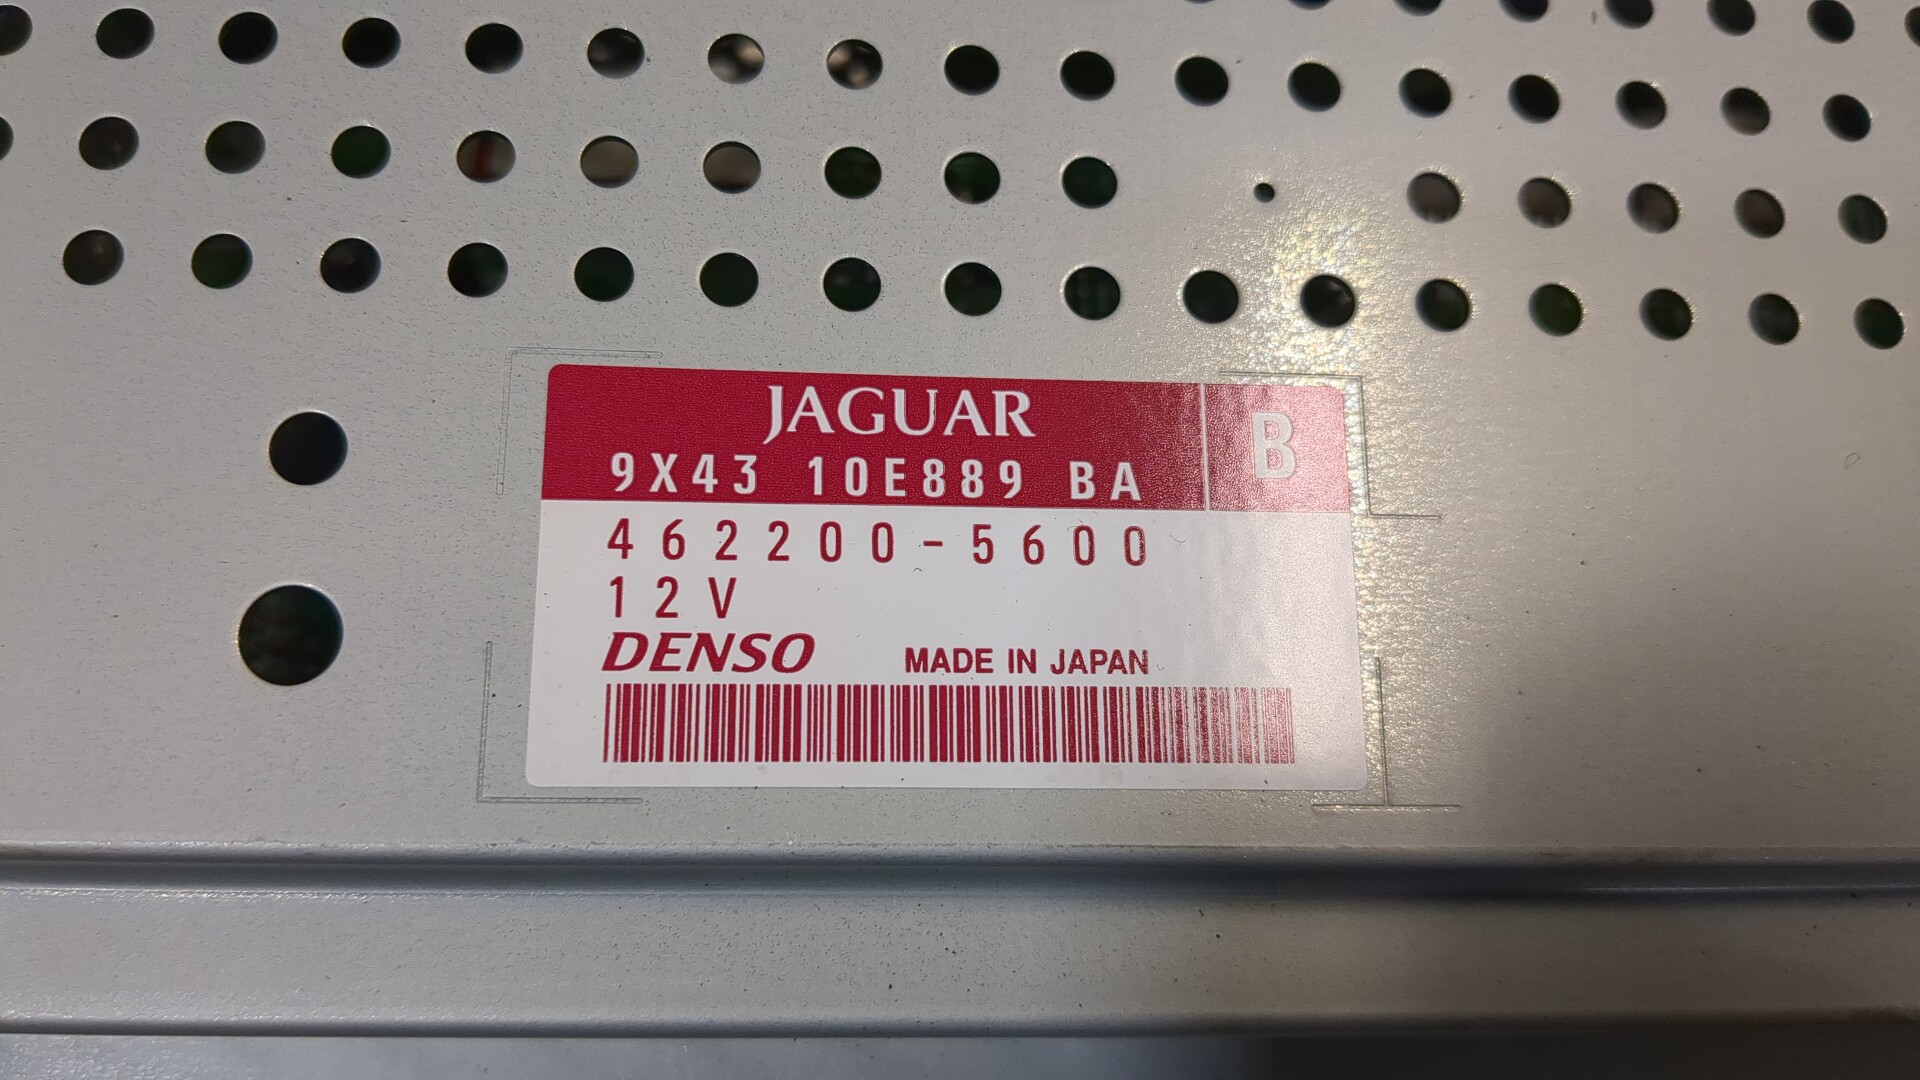 JAGUAR
B
9X43 10E889 BA
462200-5600
12V
DENSO MADE IN JAPAN